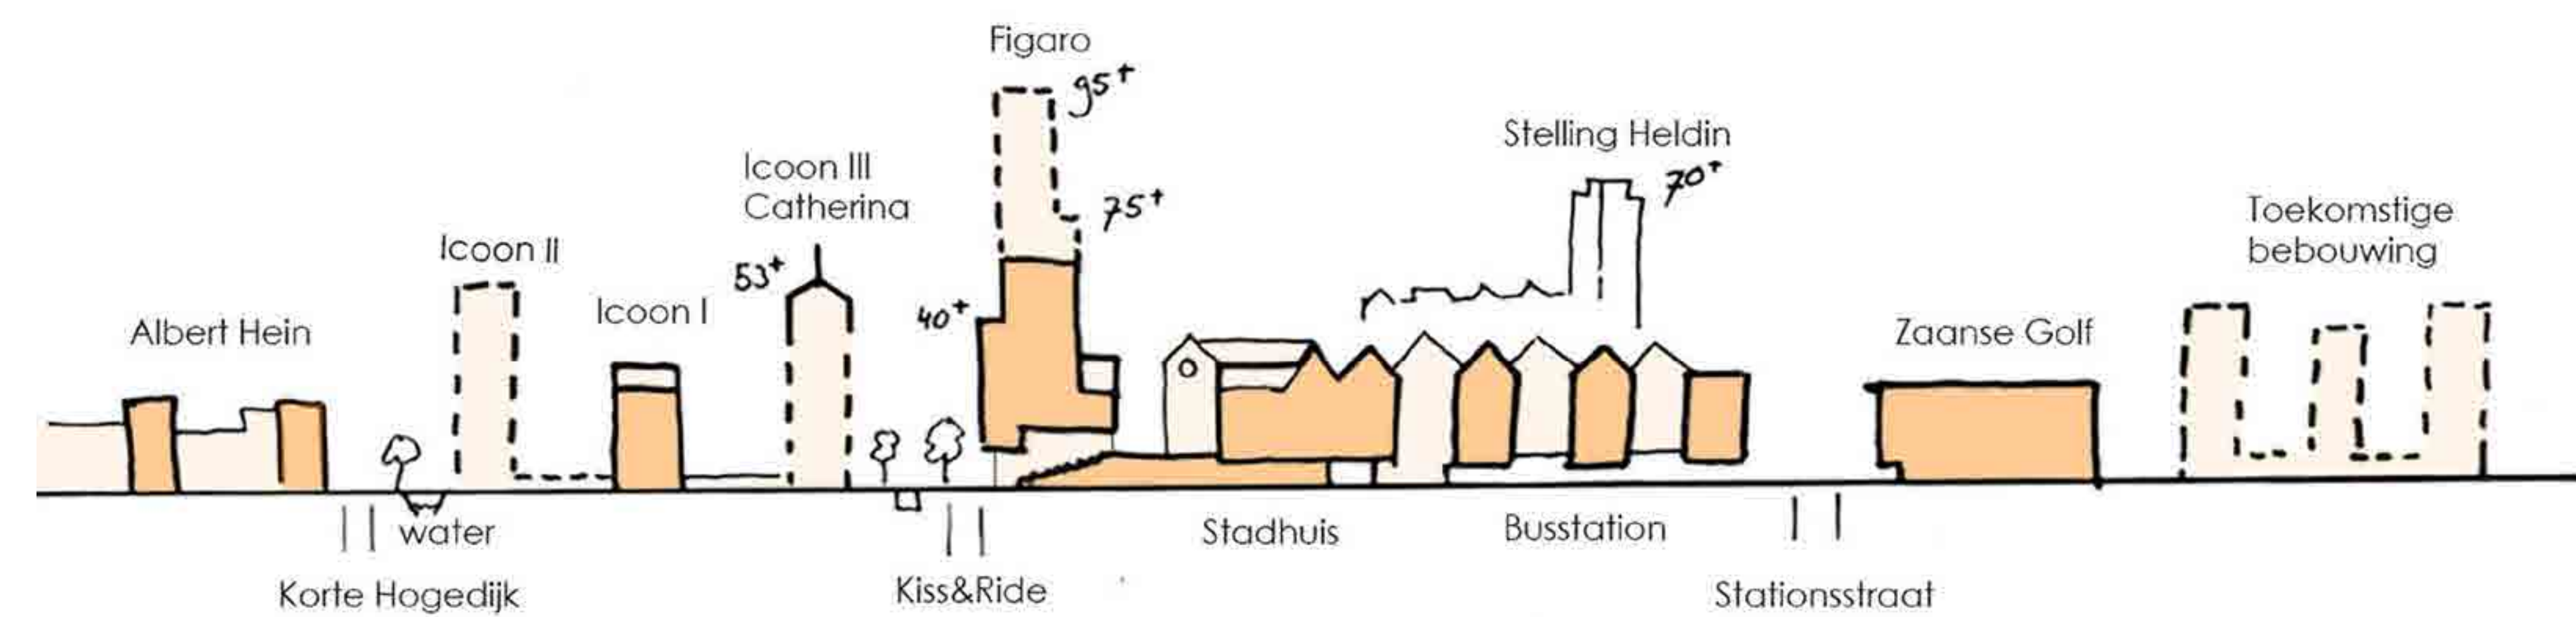 Figaro
95+
Stelling Heldin
70+
Icoon III
Catherina
75+
Toekomstige
bebouwing
Icoon II
53+
Icoon I
40+
Albert Hein
Zaanse Golf
water
Stadhuis
Busstation
Korte Hogedijk
Kiss&Ride
Stationsstraat